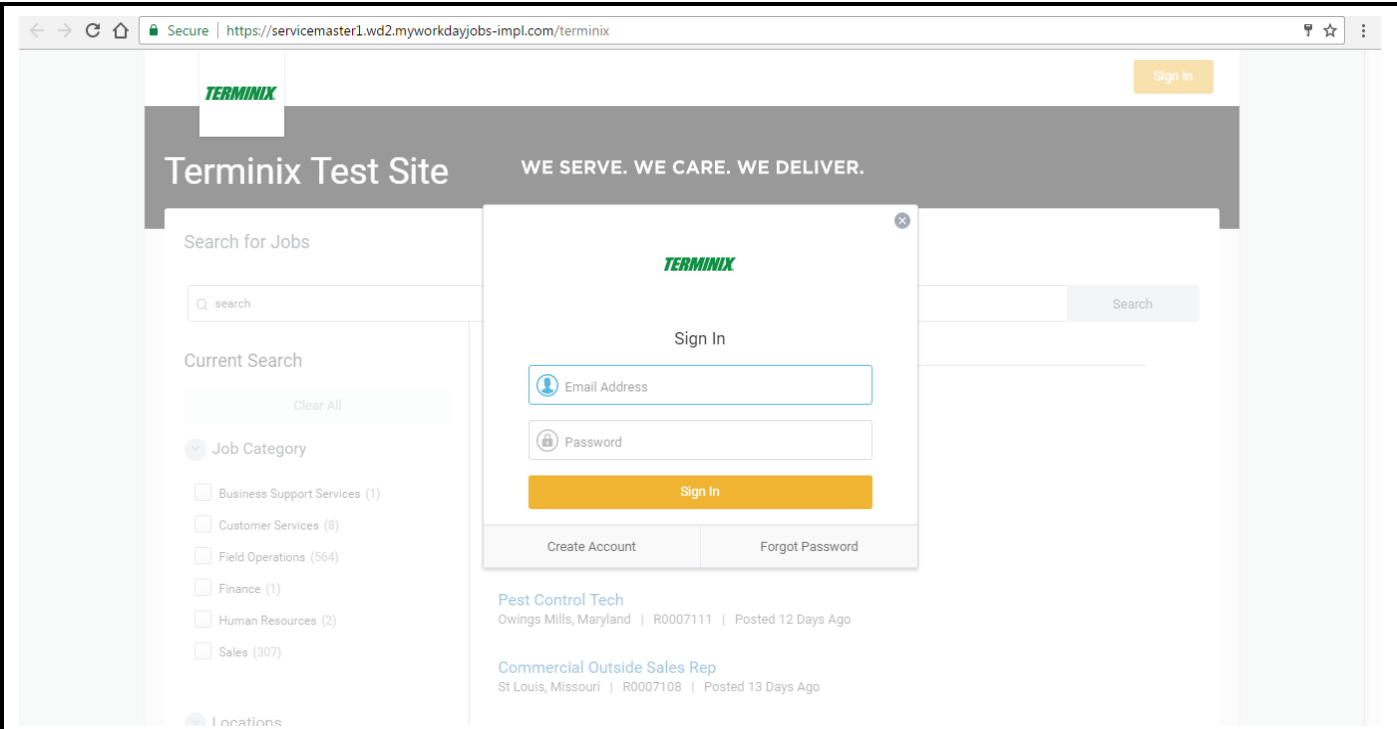 Secure | https://servicemaster1.wd2.myworkdayjobs-impl.com/terminix
TERMINIX
Sign In
Terminix Test Site
WE SERVE. WE CARE. WE DELIVER.
Search for Jobs
search
Search
Current Search
Clear All
Job Category
Business Support Services (1)
Customer Services (8)
Field Operations (564)
Finance (1)
Human Resources (2)
Sales (307)
Locations
TERMINIX
Sign In
Email Address
Password
Sign In
Create Account
Forgot Password
Pest Control Tech
Owings Mills, Maryland | R0007111 | Posted 12 Days Ago
Commercial Outside Sales Rep
St Louis, Missouri | R0007108 | Posted 13 Days Ago